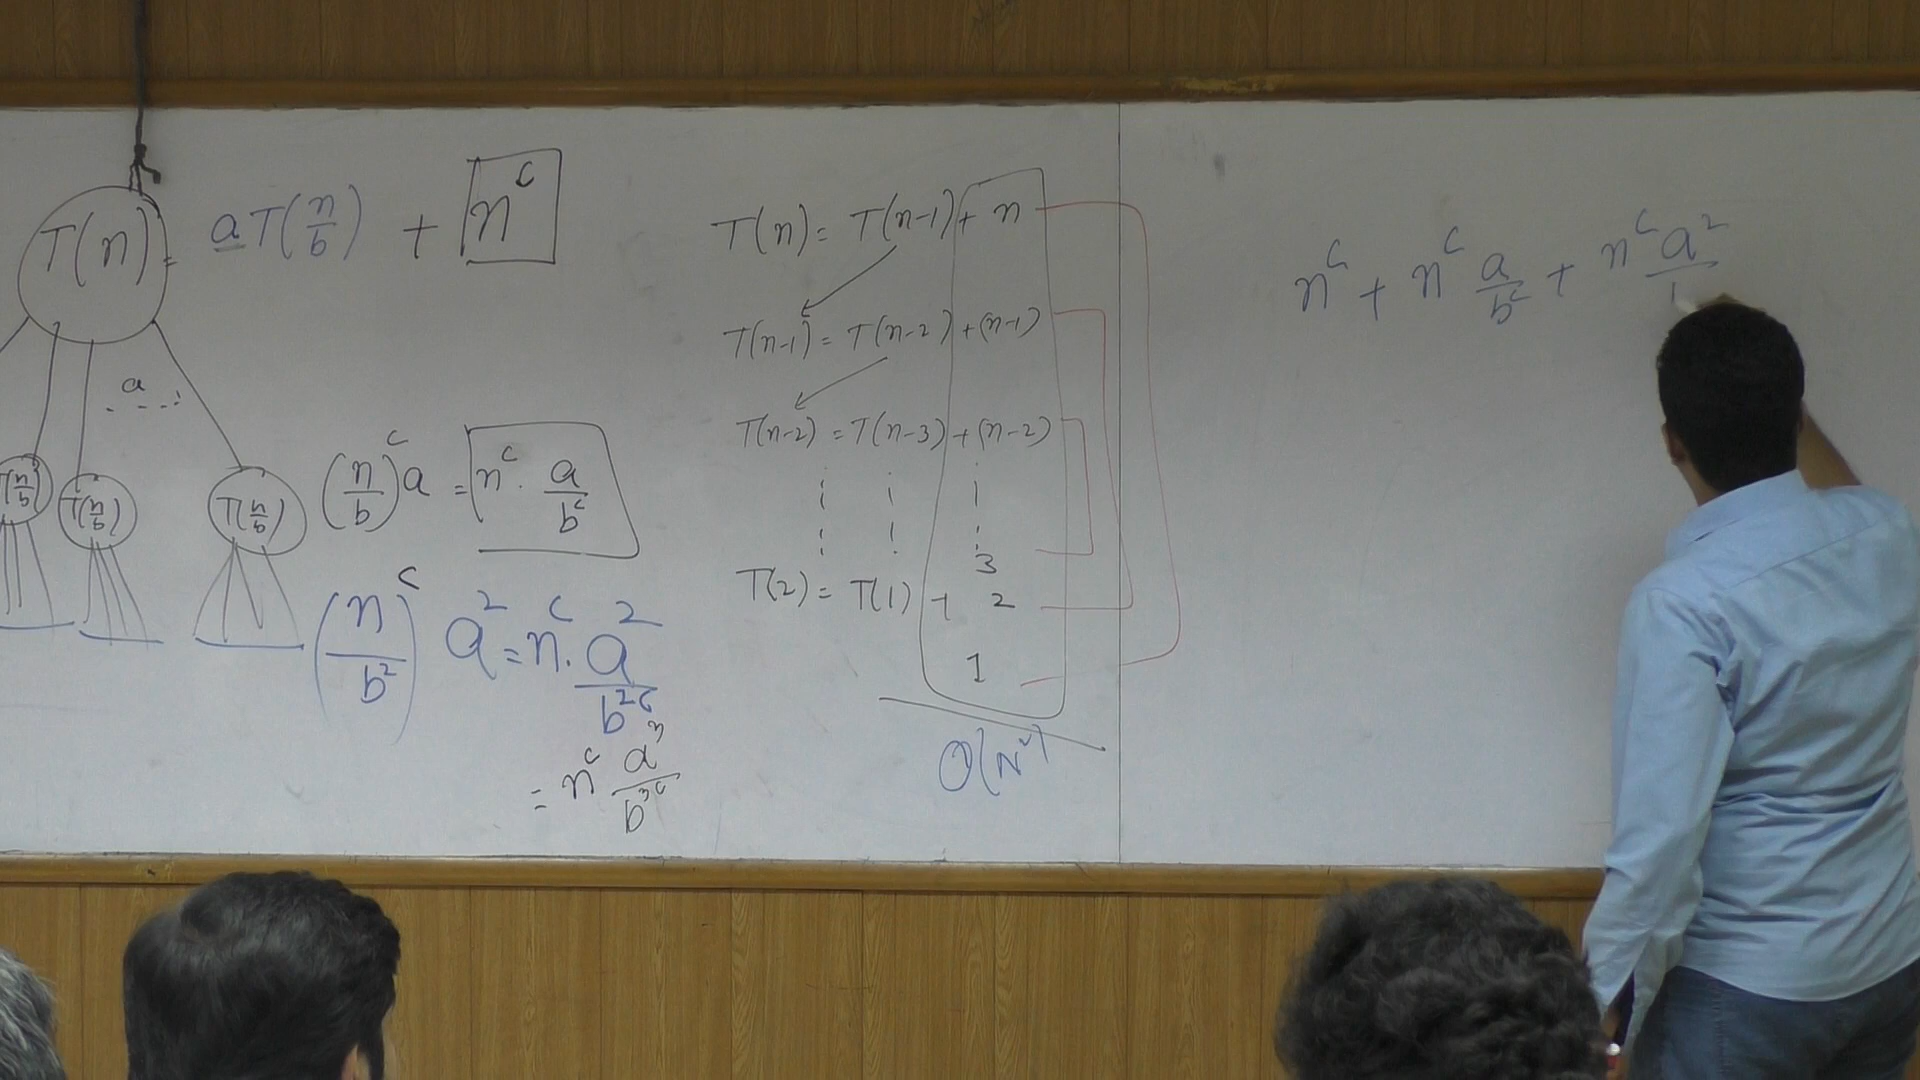 T(n) = aT(n/b) + n^c
a
T(n/b) T(n/b) T(n/b)
(n/b)^c a = n^c · a/b^c
(n/b^2)^c a^2 = n^c · a^2/b^2c
= n^c a^3/b^3c
T(n) = T(n-1) + n
T(n-1) = T(n-2) + (n-1)
T(n-2) = T(n-3) + (n-2)
3
T(2) = T(1) + 2
1
O(N^2)
n^c + n^c a/b^c + n^c a^2/